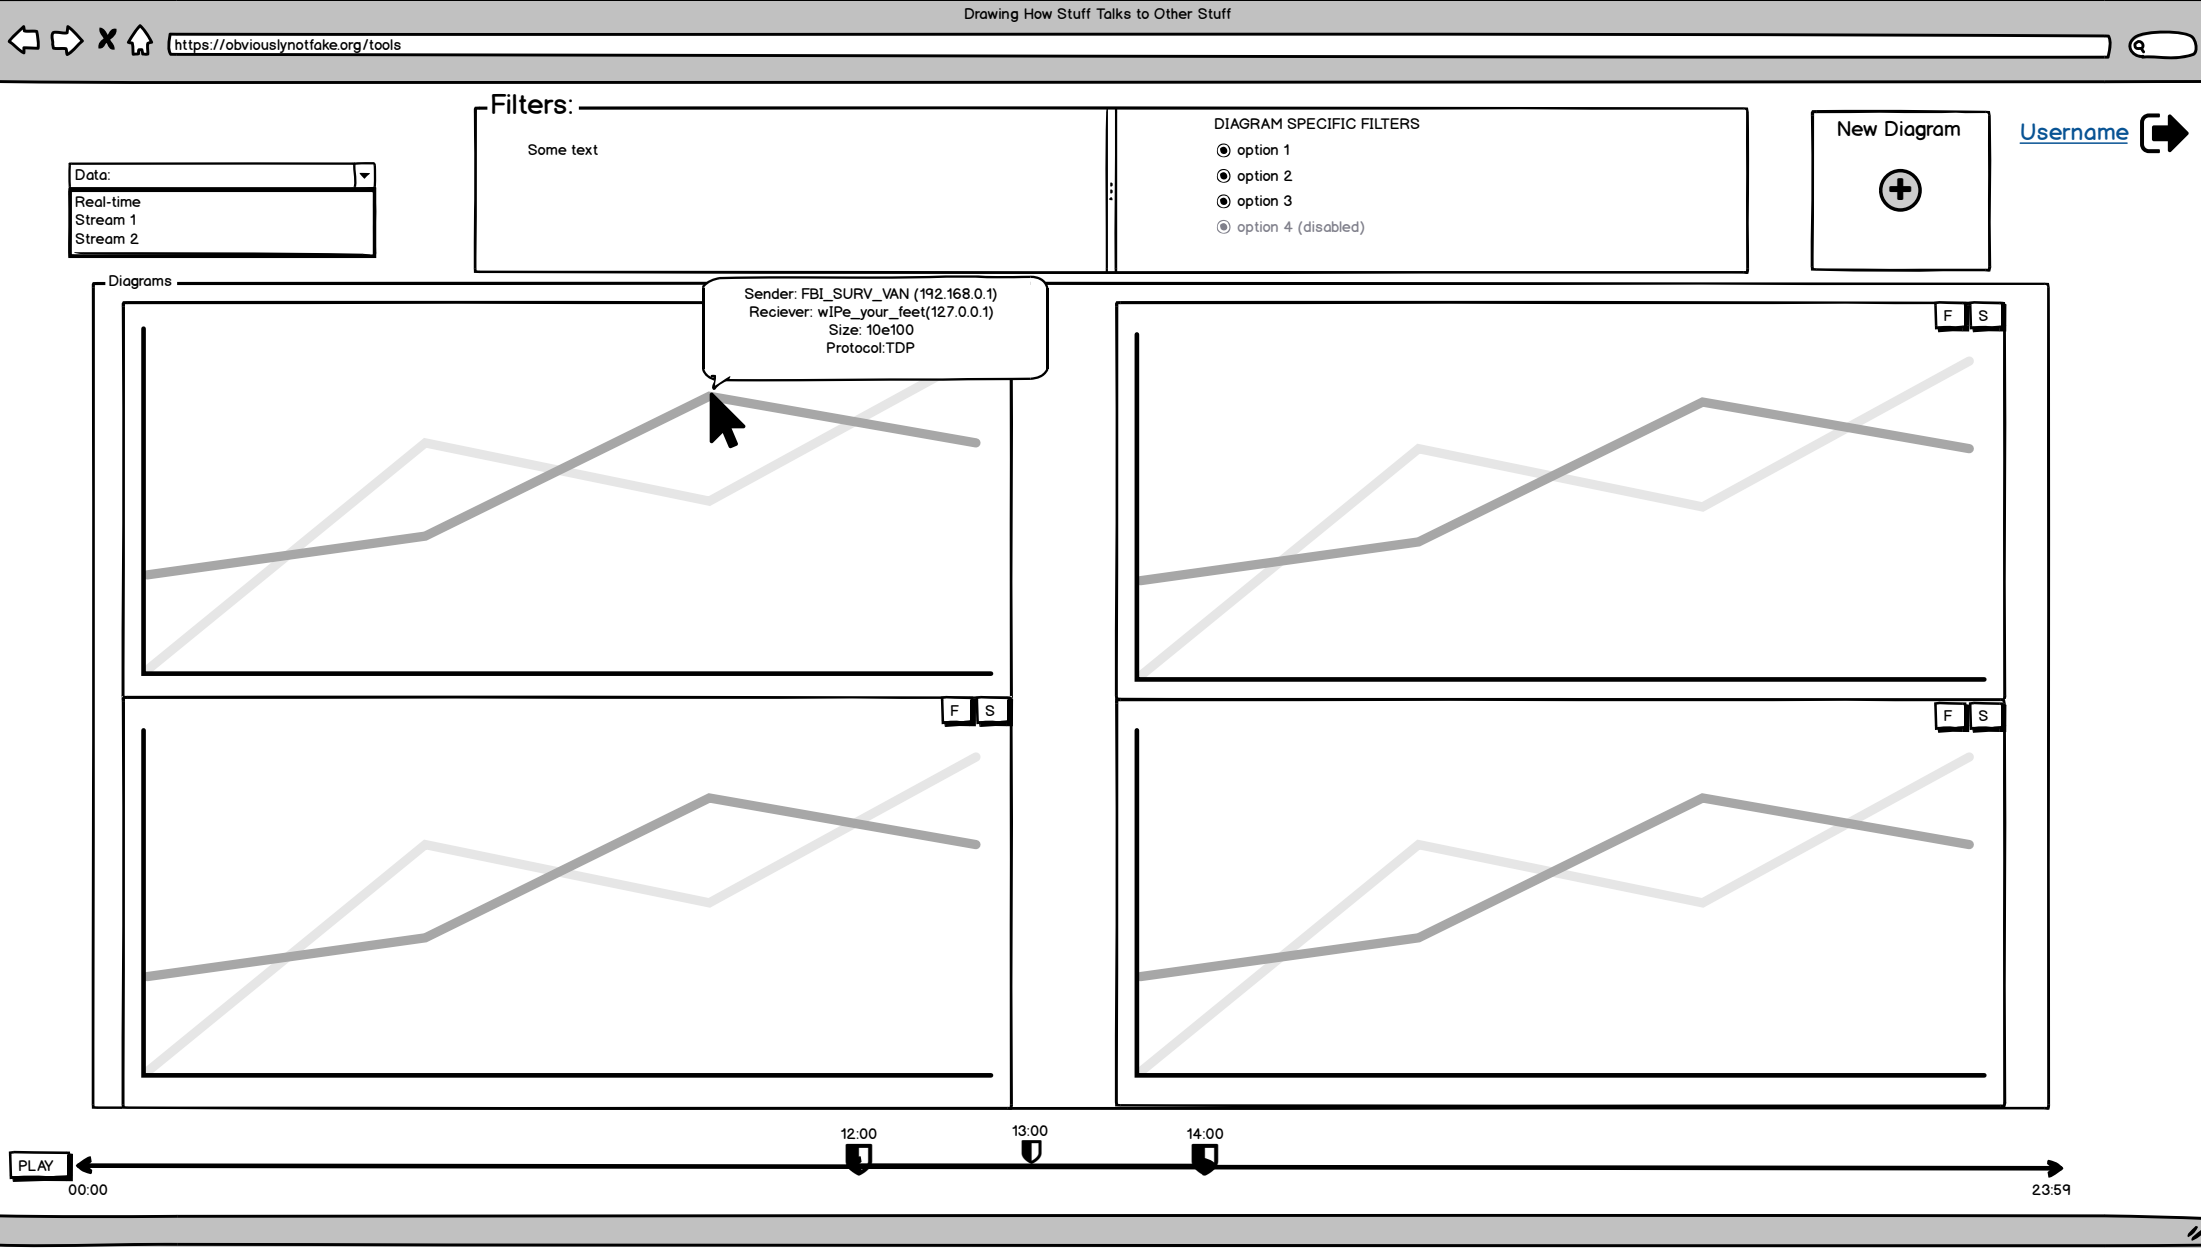 Drawing How Stuff Talks to Other Stuff
https://obviouslynotfake.org/tools
Filters:
Some text
DIAGRAM SPECIFIC FILTERS
option 1
option 2
option 3
option 4 (disabled)
New Diagram
Username
Data:
Real-time
Stream 1
Stream 2
Diagrams
Sender: FBI_SURV_VAN (192.168.0.1)
Reciever: wIPe_your_feet(127.0.0.1)
Size: 10e100
Protocol:TDP
F S
F S
F S
12:00
13:00
14:00
PLAY
00:00
23:59